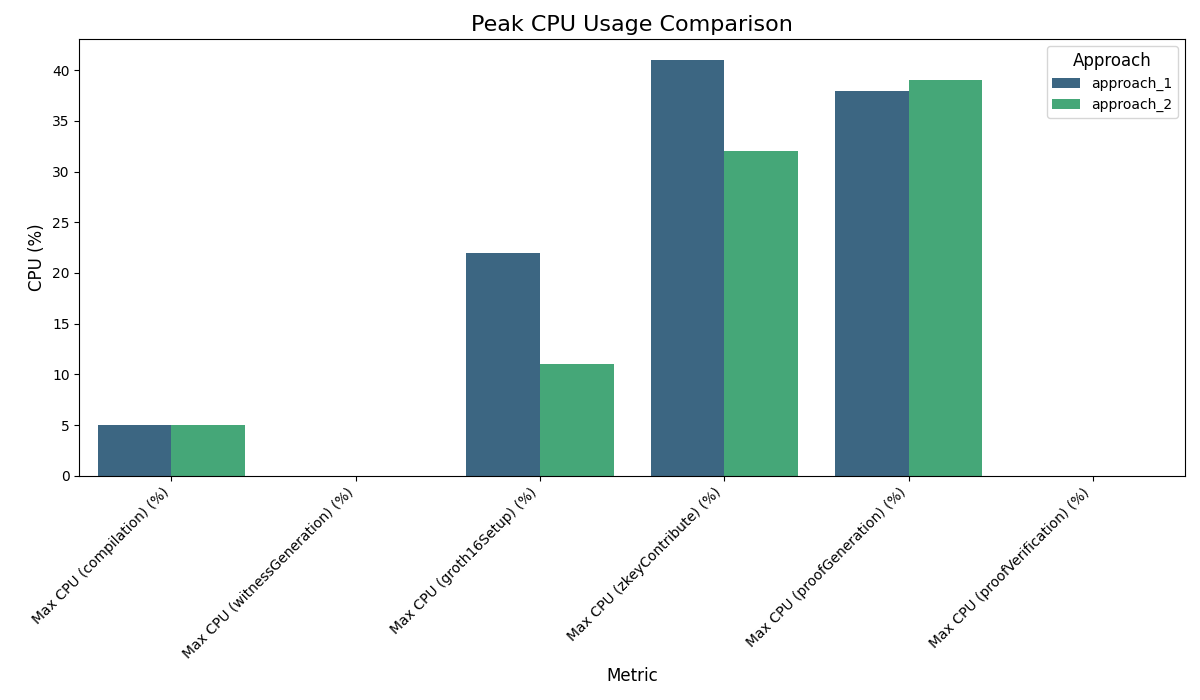 Peak CPU Usage Comparison
Approach
approach_1
approach_2
CPU (%)
40
35
30
25
20
15
10
5
0
Max CPU (compilation) (%)
Max CPU (witnessGeneration) (%)
Max CPU (groth16Setup) (%)
Max CPU (zkeyContribute) (%)
Max CPU (proofGeneration) (%)
Max CPU (proofVerification) (%)
Metric